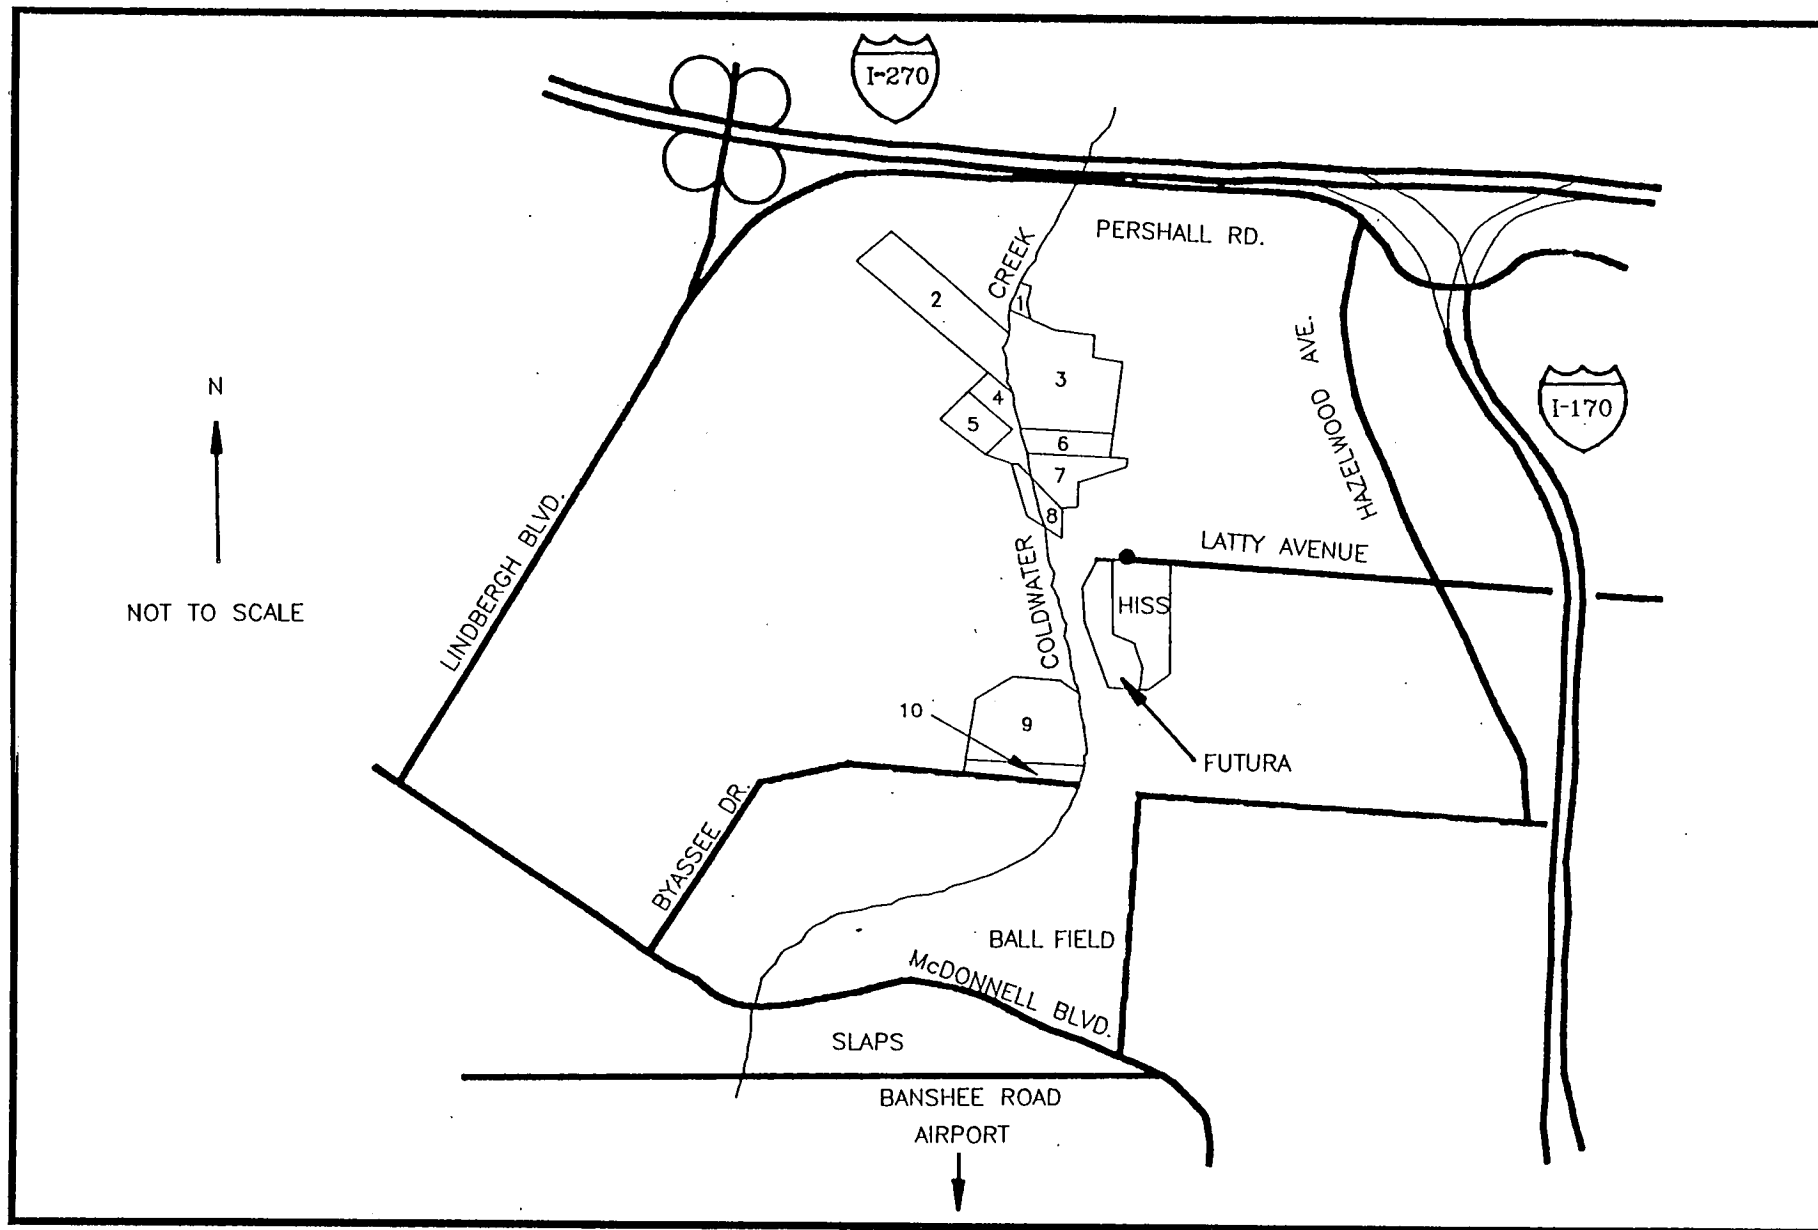 I-270
PERSHALL RD.
CREEK
1
2
3
4
5
6
7
8
HAZELWOOD AVE.
I-170
N
NOT TO SCALE
LINDBERGH BLVD.
LATTY AVENUE
COLDWATER
HISS
9
10
FUTURA
BYASSEE DR.
BALL FIELD
McDONNELL BLVD.
SLAPS
BANSHEE ROAD
AIRPORT